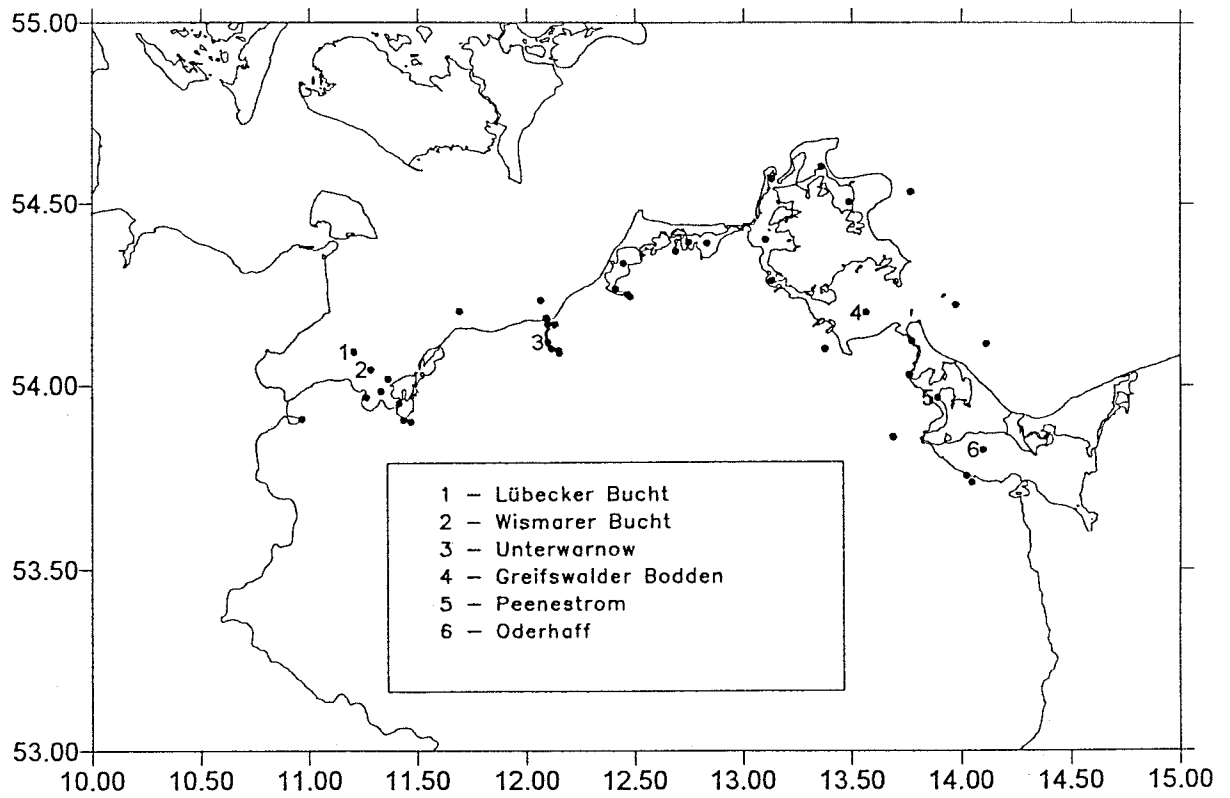 55.00
54.50
54.00
53.50
53.00
10.00 10.50 11.00 11.50 12.00 12.50 13.00 13.50 14.00 14.50 15.00
1
2
3
4
5
6
1 – Lübecker Bucht
2 – Wismarer Bucht
3 – Unterwarnow
4 – Greifswalder Bodden
5 – Peenestrom
6 – Oderhaff